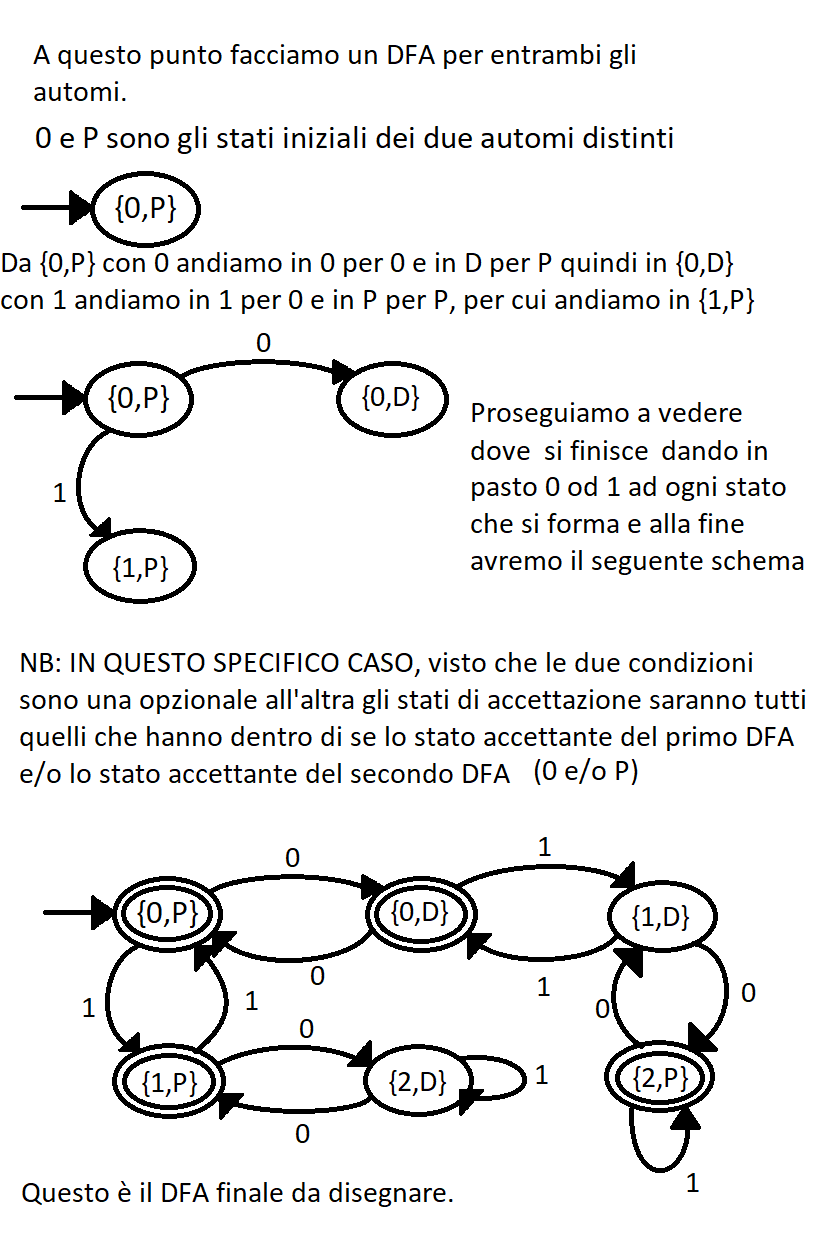 A questo punto facciamo un DFA per entrambi gli
automi.
0 e P sono gli stati iniziali dei due automi distinti
{0,P}
Da {0,P} con 0 andiamo in 0 per 0 e in D per P quindi in {0,D}
con 1 andiamo in 1 per 0 e in P per P, per cui andiamo in {1,P}
0
{0,P}
{0,D}
1
{1,P}
Proseguiamo a vedere
dove si finisce dando in
pasto 0 od 1 ad ogni stato
che si forma e alla fine
avremo il seguente schema
NB: IN QUESTO SPECIFICO CASO, visto che le due condizioni
sono una opzionale all'altra gli stati di accettazione saranno tutti
quelli che hanno dentro di se lo stato accettante del primo DFA
e/o lo stato accettante del secondo DFA (0 e/o P)
0
1
{0,P}
{0,D}
{1,D}
0
1
1
1
0
0
0
{1,P}
{2,D}
1
{2,P}
0
1
Questo è il DFA finale da disegnare.